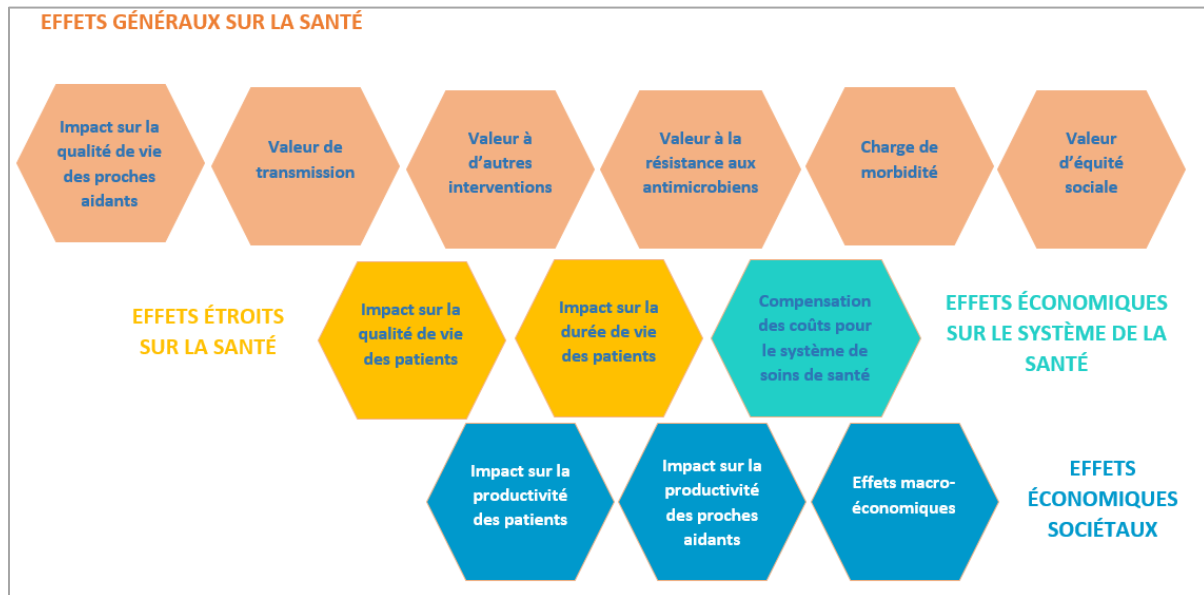 EFFETS GÉNÉRAUX SUR LA SANTÉ
Impact sur la
qualité de vie
des proches
aidants
Valeur de
transmission
Valeur à
d'autres
interventions
Valeur à la
résistance aux
antimicrobiens
Charge de
morbidité
Valeur
d'équité
sociale
EFFETS ÉTROITS
SUR LA SANTÉ
Impact sur la
qualité de vie
des patients
Impact sur la
durée de vie
des patients
Compensation
des coûts pour
le système de
soins de santé
EFFETS ÉCONOMIQUES
SUR LE SYSTÈME DE LA
SANTÉ
Impact sur la
productivité
des patients
Impact sur la
productivité
des proches
aidants
Effets macro-
économiques
EFFETS
ÉCONOMIQUES
SOCIÉTAUX